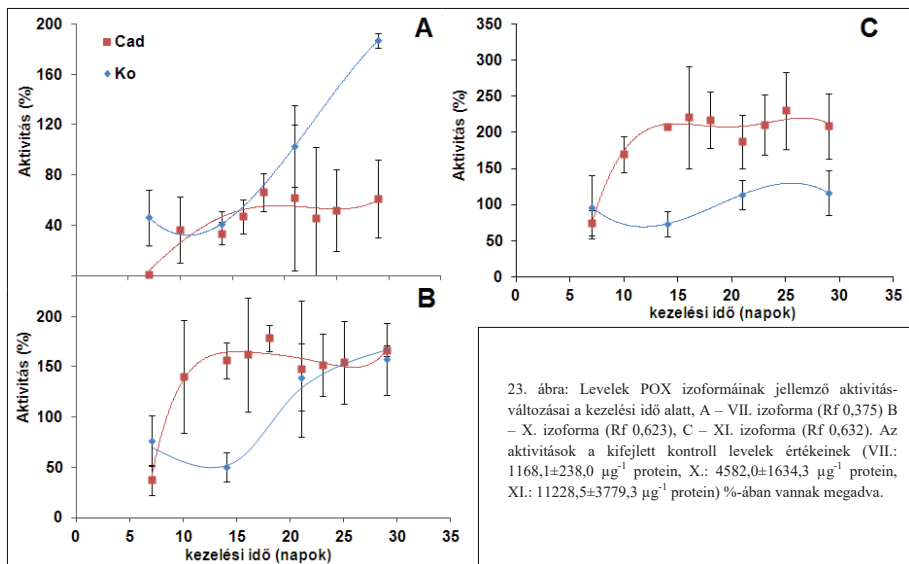 A
Cad
Ko
Aktivitás (%)
200
160
120
80
40
B
Aktivitás (%)
200
150
100
50
0
0 5 10 15 20 25 30 35
kezelési idő (napok)
C
Aktivitás (%)
350
300
250
200
150
100
50
0
0 5 10 15 20 25 30 35
kezelési idő (napok)
23. ábra: Levelek POX izoformáinak jellemző aktivitás-
változásai a kezelési idő alatt, A – VII. izoforma (Rf 0,375) B
– X. izoforma (Rf 0,623), C – XI. izoforma (Rf 0,632). Az
aktivitások a kifejlett kontroll levelek értékeinek (VII.:
1168,1±238,0 µg⁻¹ protein, X.: 4582,0±1634,3 µg⁻¹ protein,
XI.: 11228,5±3779,3 µg⁻¹ protein) %-ában vannak megadva.